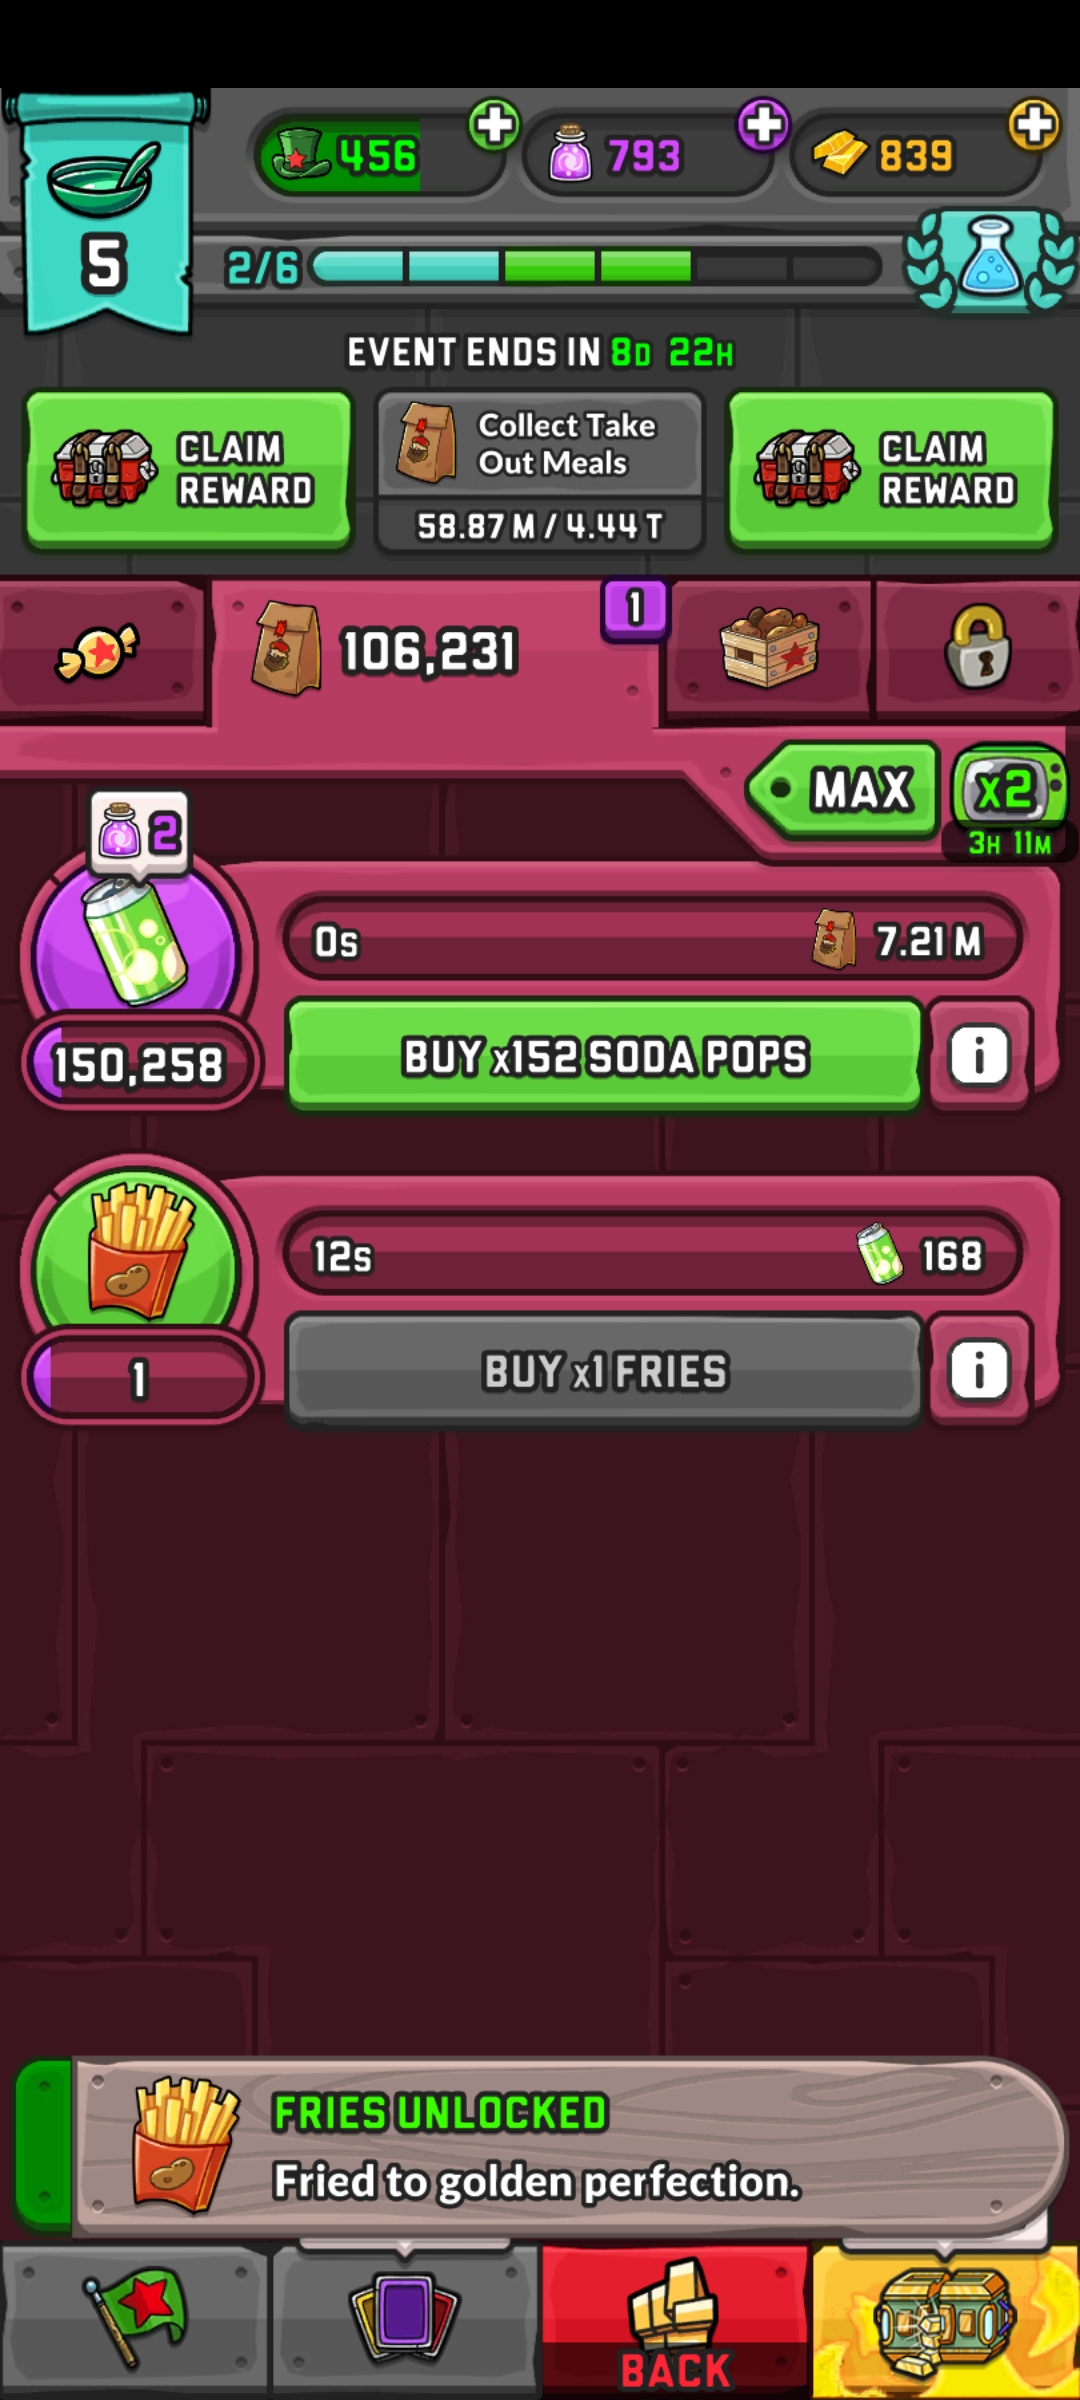 456
793
839
5
2/6
EVENT ENDS IN 8D 22H
CLAIM
REWARD
Collect Take
Out Meals
58.87 M / 4.44 T
CLAIM
REWARD
106,231
1
MAX
x2
3H 11M
2
0s
7.21 M
150,258
BUY x152 SODA POPS
i
12s
168
1
BUY x1 FRIES
i
FRIES UNLOCKED
Fried to golden perfection.
BACK